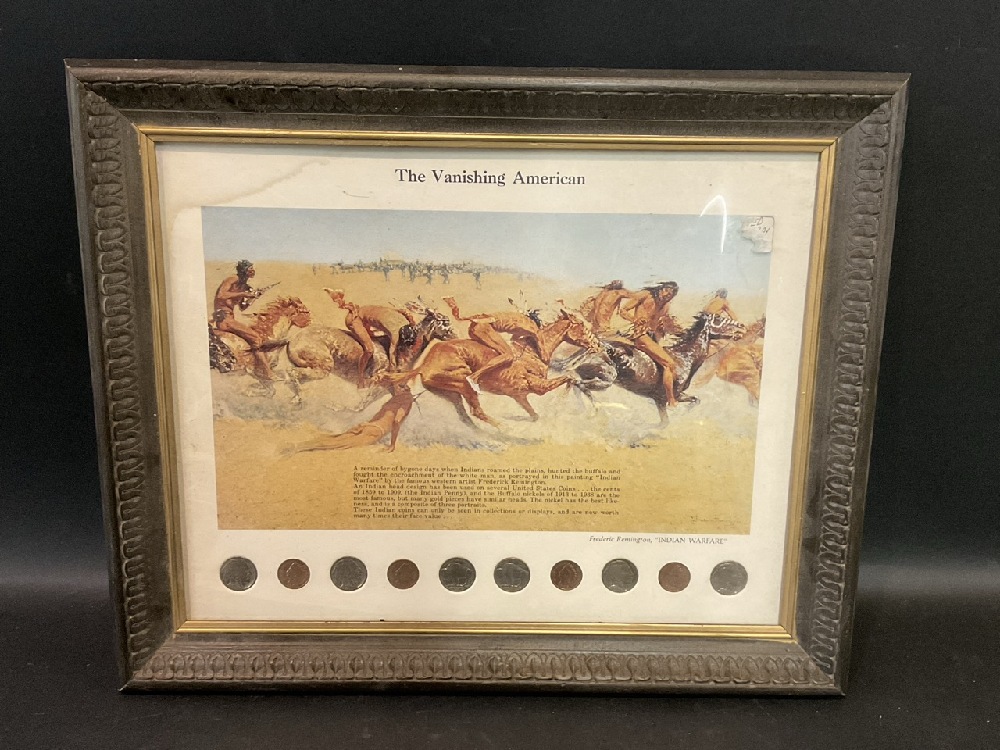 The Vanishing American
A reminder of bygone days when Indians roamed the plains, hunted the buffalo and
fought the encroachment of the white man, as portrayed in this painting "Indian
Warfare" by the famous western artist Frederick Remington.
An Indian head design has been used on several United States Coins . . . the cents
of 1859 to 1909, (the Indian Penny), and the Buffalo nickels of 1913 to 1938 are the
most famous, but many gold pieces have similar heads. The nickel has the best like-
ness, and is a composite of three portraits.
These Indian coins can only be seen in collections or displays, and are now worth
many times their face value . . .
Frederic Remington, "INDIAN WARFARE"